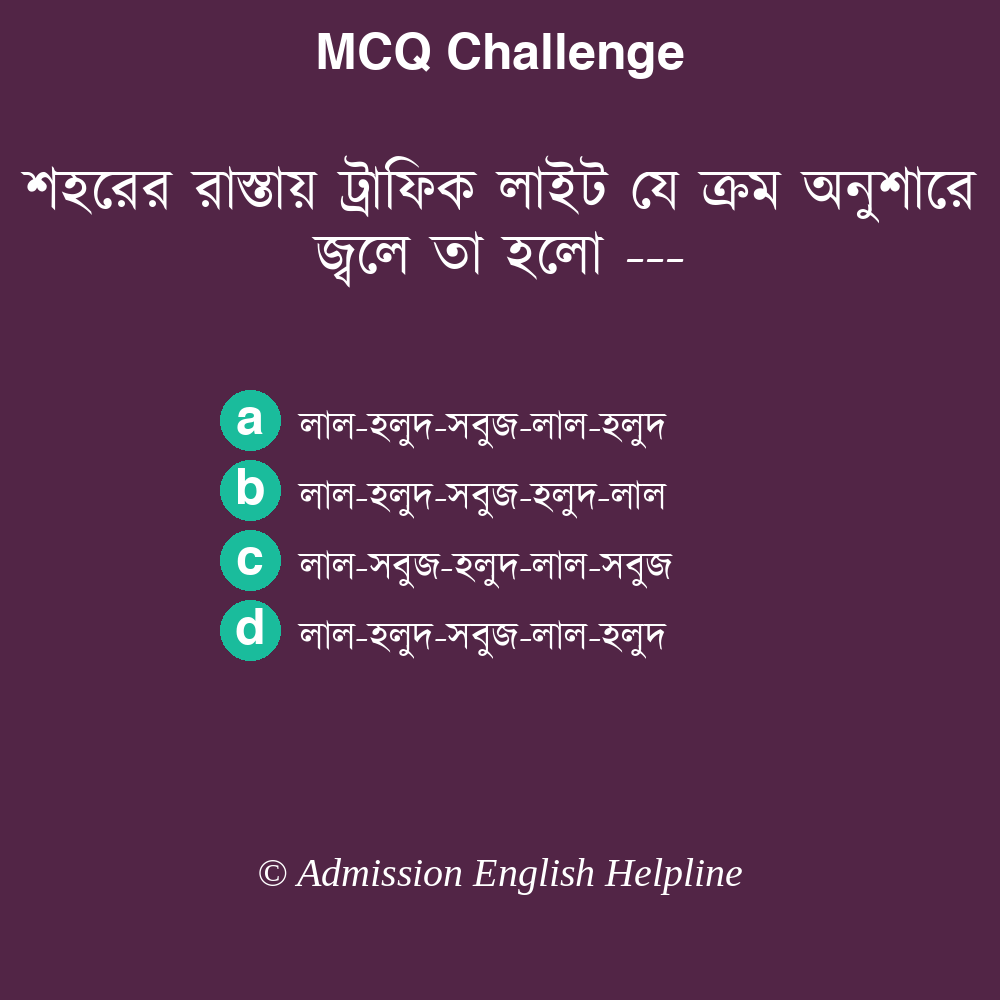 MCQ Challenge
শহরের রাস্তায় ট্রাফিক লাইট যে ক্রম অনুশারে
জ্বলে তা হলো ---
a লাল-হলুদ-সবুজ-লাল-হলুদ
b লাল-হলুদ-সবুজ-হলুদ-লাল
c লাল-সবুজ-হলুদ-লাল-সবুজ
d লাল-হলুদ-সবুজ-লাল-হলুদ
© Admission English Helpline